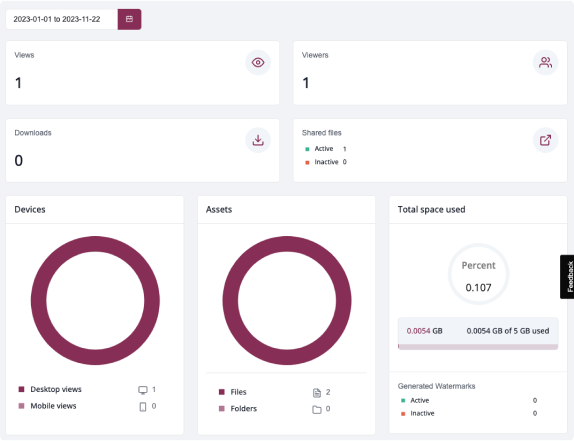 2023-01-01 to 2023-11-22
Views
1
Viewers
1
Downloads
0
Shared files
Active 1
Inactive 0
Devices
Desktop views 1
Mobile views 0
Assets
Files 2
Folders 0
Total space used
Percent
0.107
0.0054 GB 0.0054 GB of 5 GB used
Generated Watermarks
Active 0
Inactive 0
Feedback